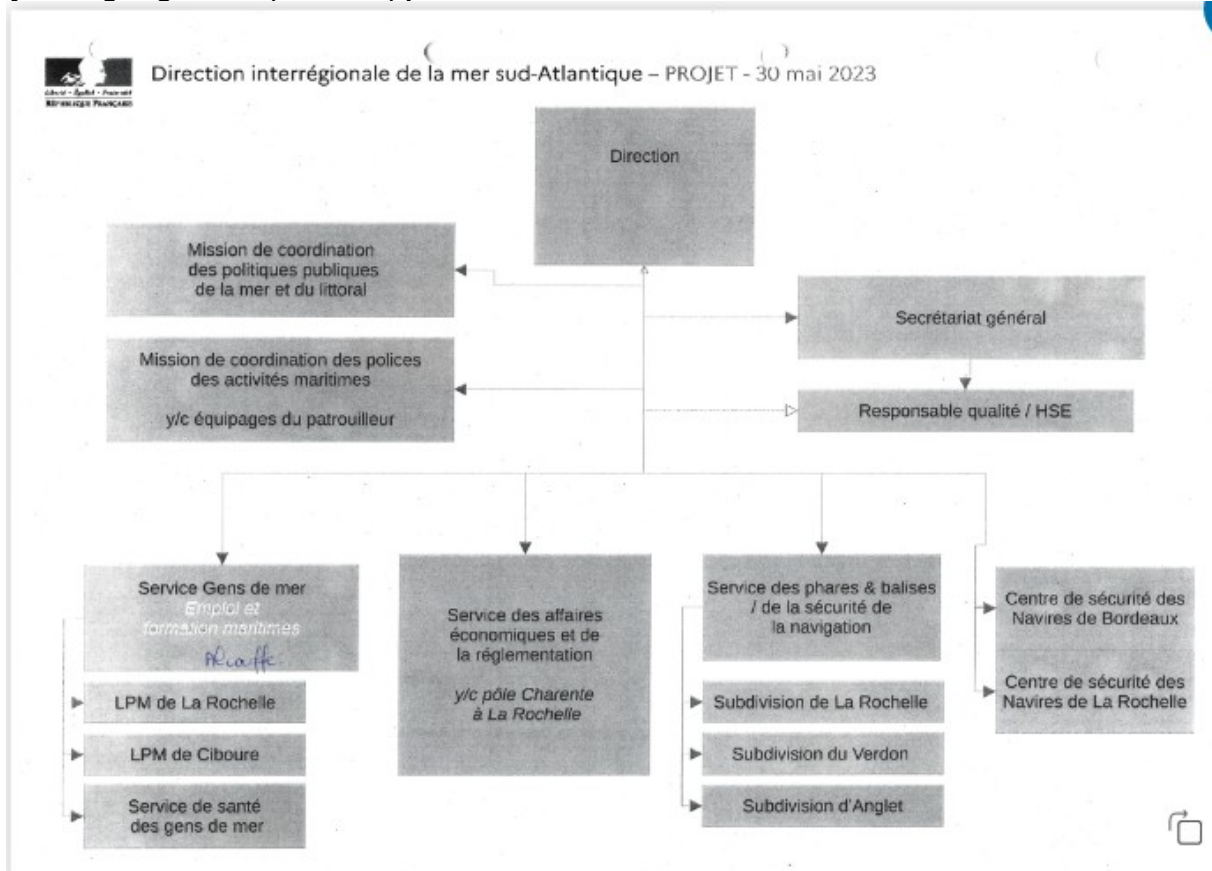 Direction interrégionale de la mer sud-Atlantique – PROJET - 30 mai 2023
Liberté • Égalité • Fraternité
RÉPUBLIQUE FRANÇAISE
Direction
Mission de coordination
des politiques publiques
de la mer et du littoral
Secrétariat général
Mission de coordination des polices
des activités maritimes
y/c équipages du patrouilleur
Responsable qualité / HSE
Service Gens de mer
Emploi et
formation maritimes
LPM de La Rochelle
LPM de Ciboure
Service de santé
des gens de mer
Service des affaires
économiques et de
la réglementation
y/c pôle Charente
à La Rochelle
Service des phares & balises
/ de la sécurité de
la navigation
Subdivision de La Rochelle
Subdivision du Verdon
Subdivision d'Anglet
Centre de sécurité des
Navires de Bordeaux
Centre de sécurité des
Navires de La Rochelle